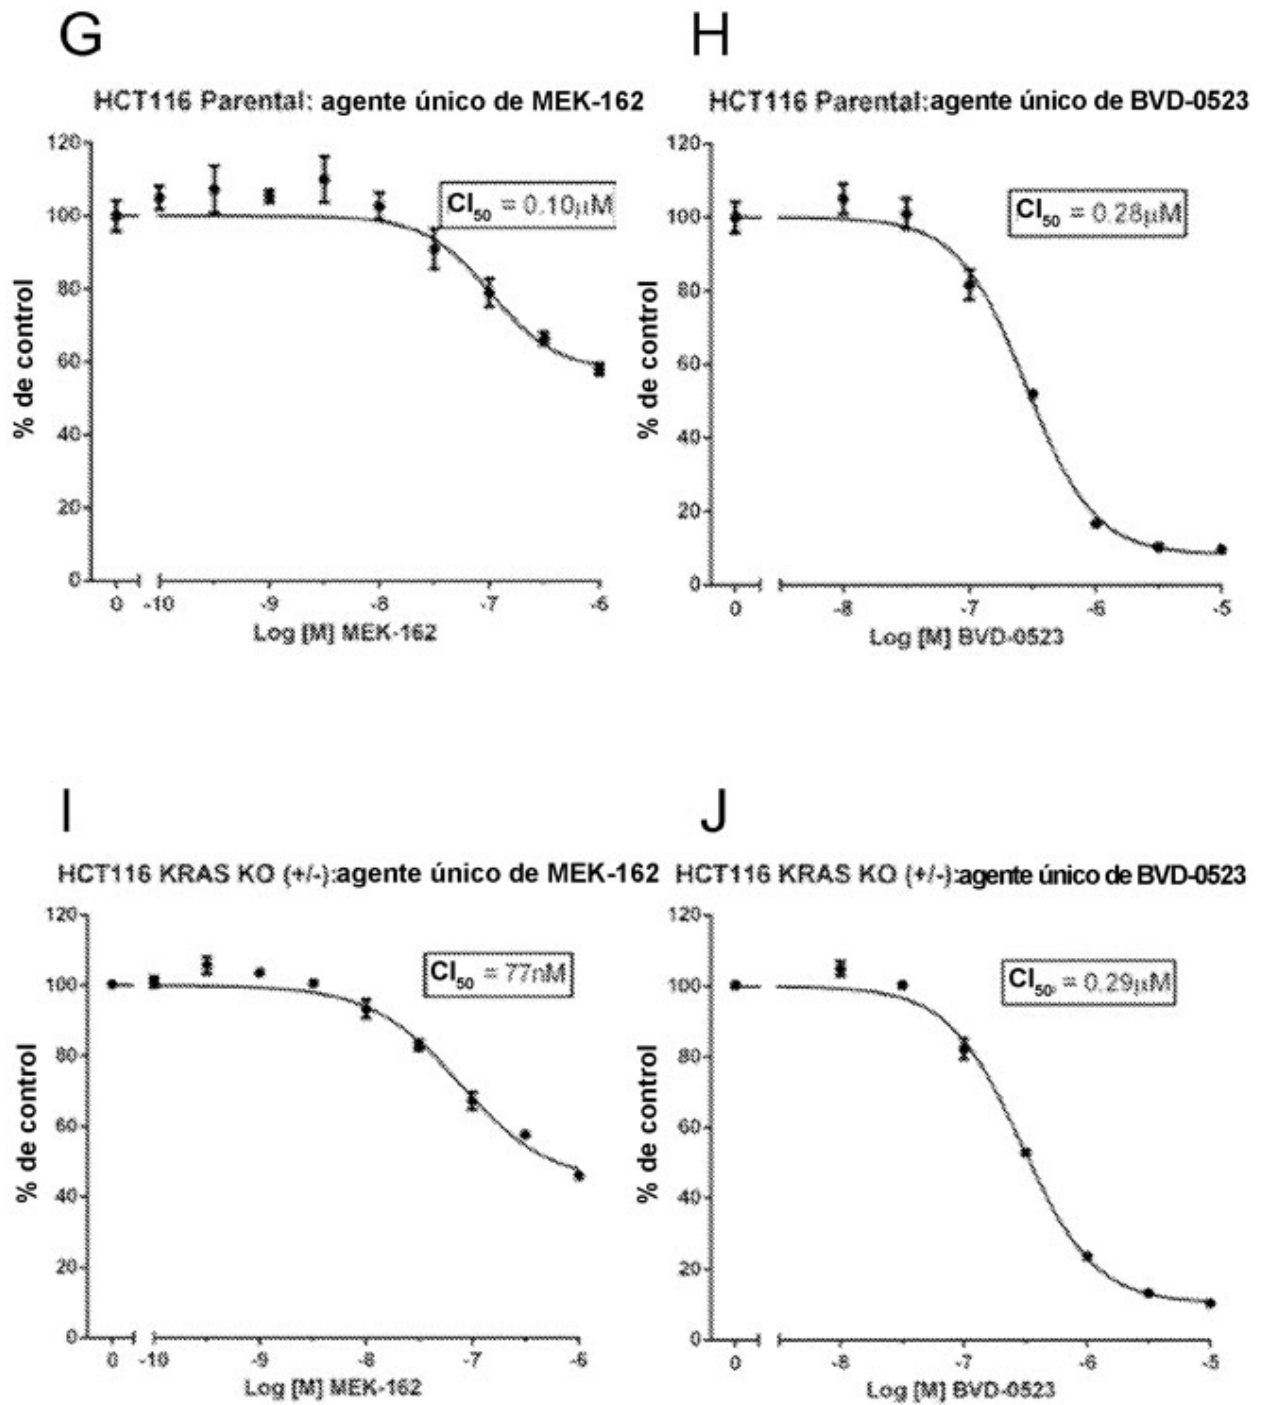 G
HCT116 Parental: agente único de MEK-162
120
100
80
60
40
20
0
% de control
CI50 = 0.10µM
0 -10 -9 -8 -7 -6
Log [M] MEK-162
H
HCT116 Parental:agente único de BVD-0523
120
100
80
60
40
20
0
% de control
CI50 = 0.28µM
0 -8 -7 -6 -5
Log [M] BVD-0523
I
HCT116 KRAS KO (+/-):agente único de MEK-162
120
100
80
60
40
20
0
% de control
CI50 = 77nM
0 -10 -9 -8 -7 -6
Log [M] MEK-162
J
HCT116 KRAS KO (+/-):agente único de BVD-0523
120
100
80
60
40
20
0
% de control
CI50, = 0.29µM
0 -8 -7 -6 -5
Log [M] BVD-0523